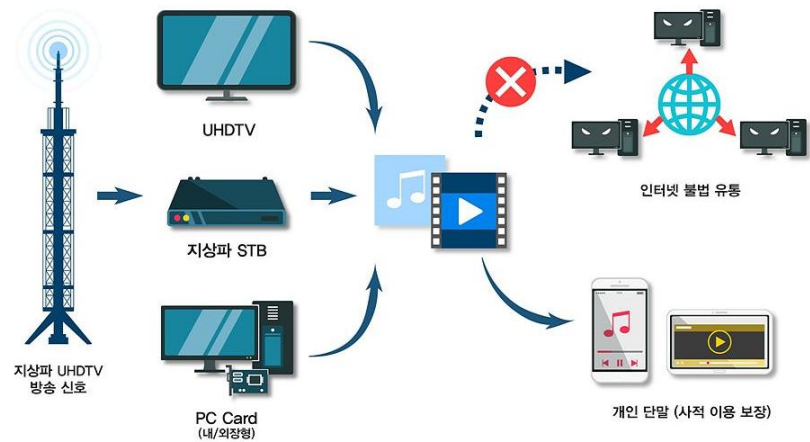 UHDTV
지상파 STB
지상파 UHDTV
방송 신호
PC Card
(내/외장형)
인터넷 불법 유통
개인 단말 (사적 이용 보장)